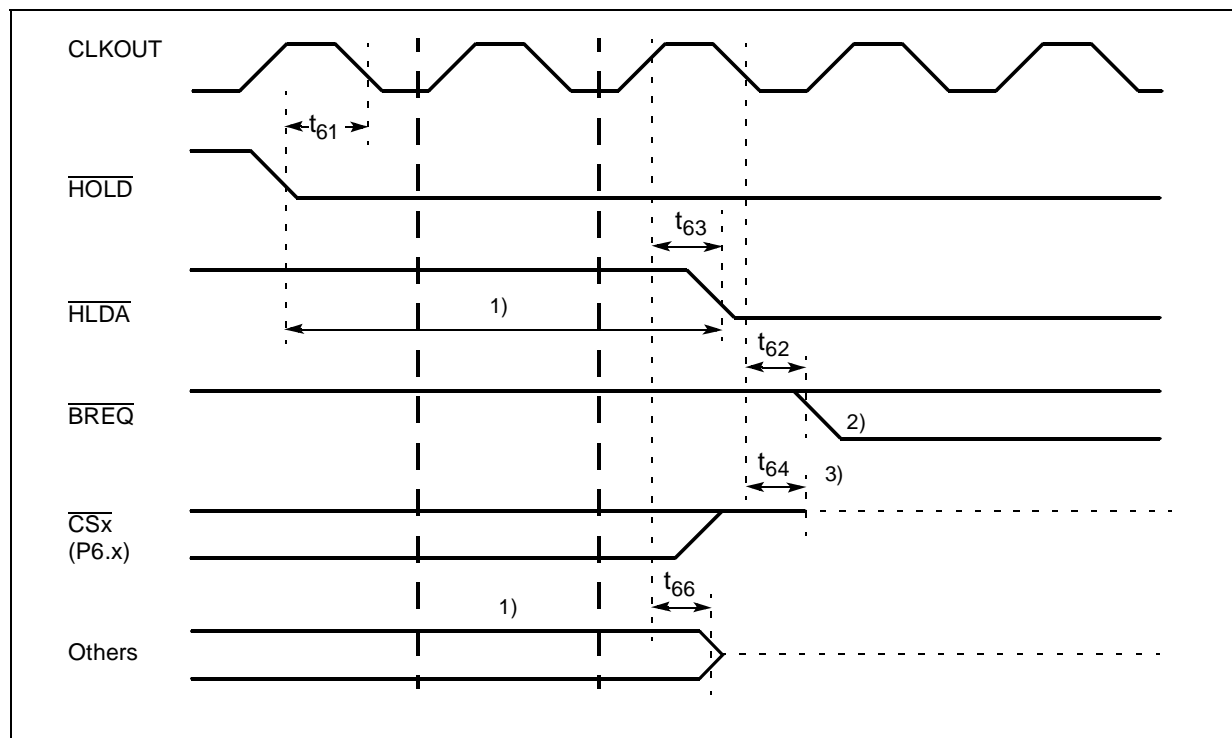 CLKOUT
t61
HOLD
t63
HLDA
1)
t62
BREQ
2)
t64
3)
CSx
(P6.x)
t66
1)
Others